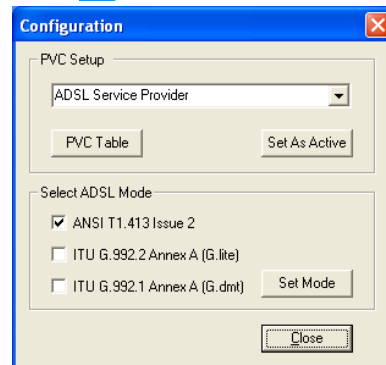 Configuration
PVC Setup
ADSL Service Provider
PVC Table
Set As Active
Select ADSL Mode
ANSI T1.413 Issue 2
ITU G.992.2 Annex A (G.lite)
ITU G.992.1 Annex A (G.dmt)
Set Mode
Close